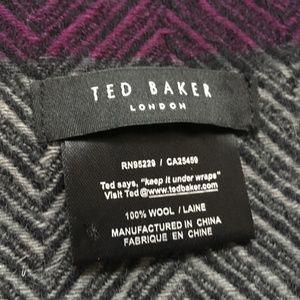 TED BAKER
LONDON
RN95229 / CA25459
Ted says, "keep it under wraps"
Visit Ted @www.tedbaker.com
100% WOOL / LAINE
MANUFACTURED IN CHINA
FABRIQUE EN CHINE